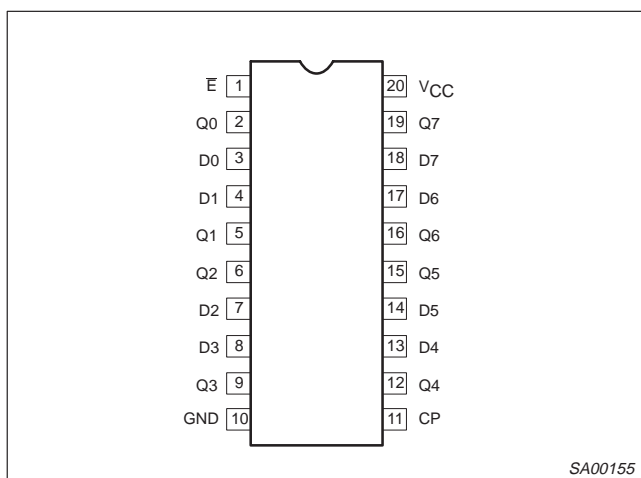 E̅ 1 20 VCC
Q0 2 19 Q7
D0 3 18 D7
D1 4 17 D6
Q1 5 16 Q6
Q2 6 15 Q5
D2 7 14 D5
D3 8 13 D4
Q3 9 12 Q4
GND 10 11 CP
SA00155